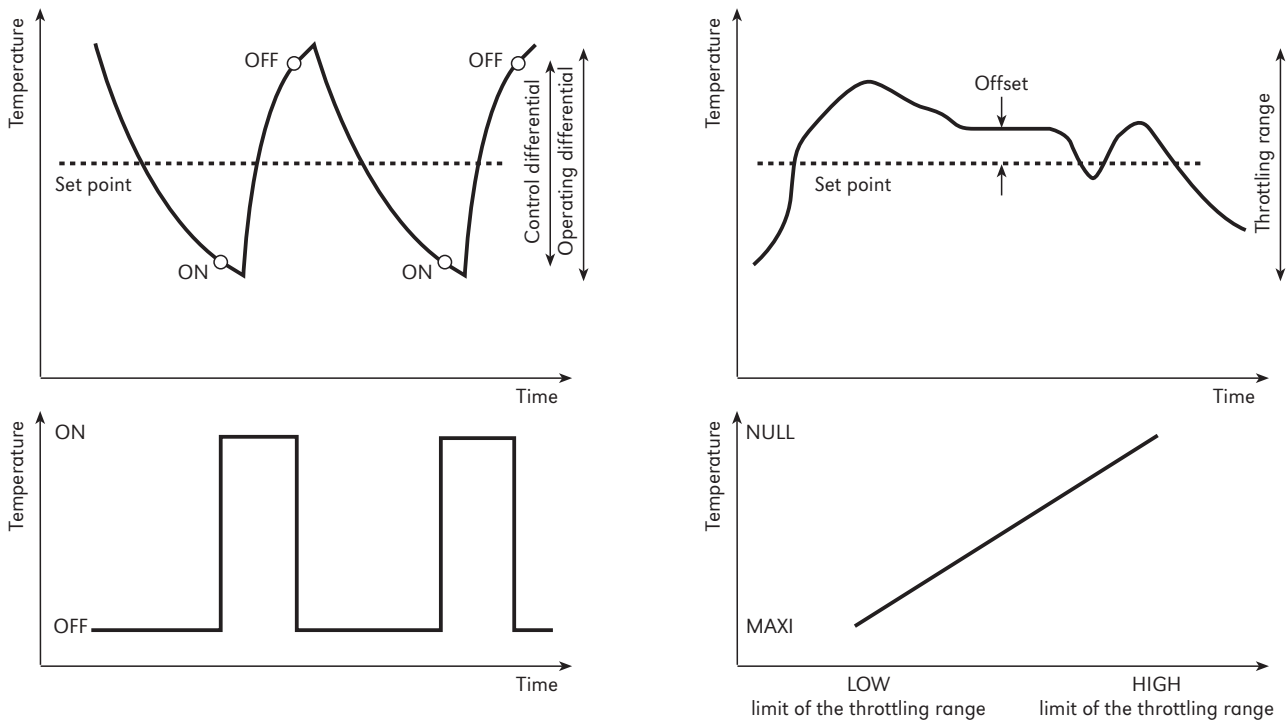 Temperature
OFF
OFF
Control differential
Operating differential
Set point
ON
ON
Time
Temperature
Offset
Set point
Throttling range
Time
Temperature
ON
OFF
Time
Temperature
NULL
MAXI
LOW
limit of the throttling range
HIGH
limit of the throttling range